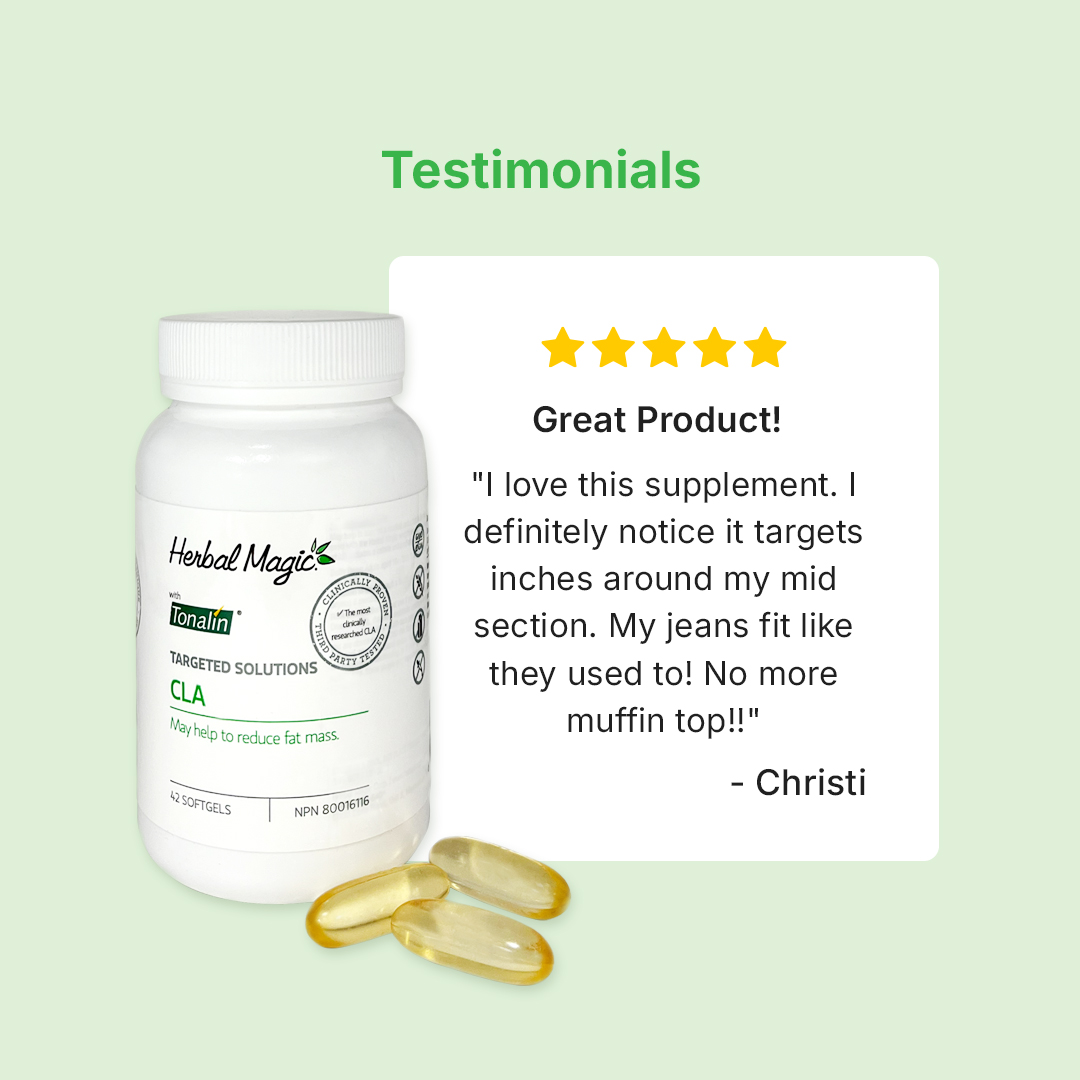 Testimonials
Great Product!
"I love this supplement. I
definitely notice it targets
inches around my mid
section. My jeans fit like
they used to! No more
muffin top!!"
- Christi
Herbal Magic
with
Tonalin®
CLINICALLY PROVEN
✓ The most
clinically
researched CLA
THIRD PARTY TESTED
TARGETED SOLUTIONS
CLA
May help to reduce fat mass.
42 SOFTGELS
NPN 80016116